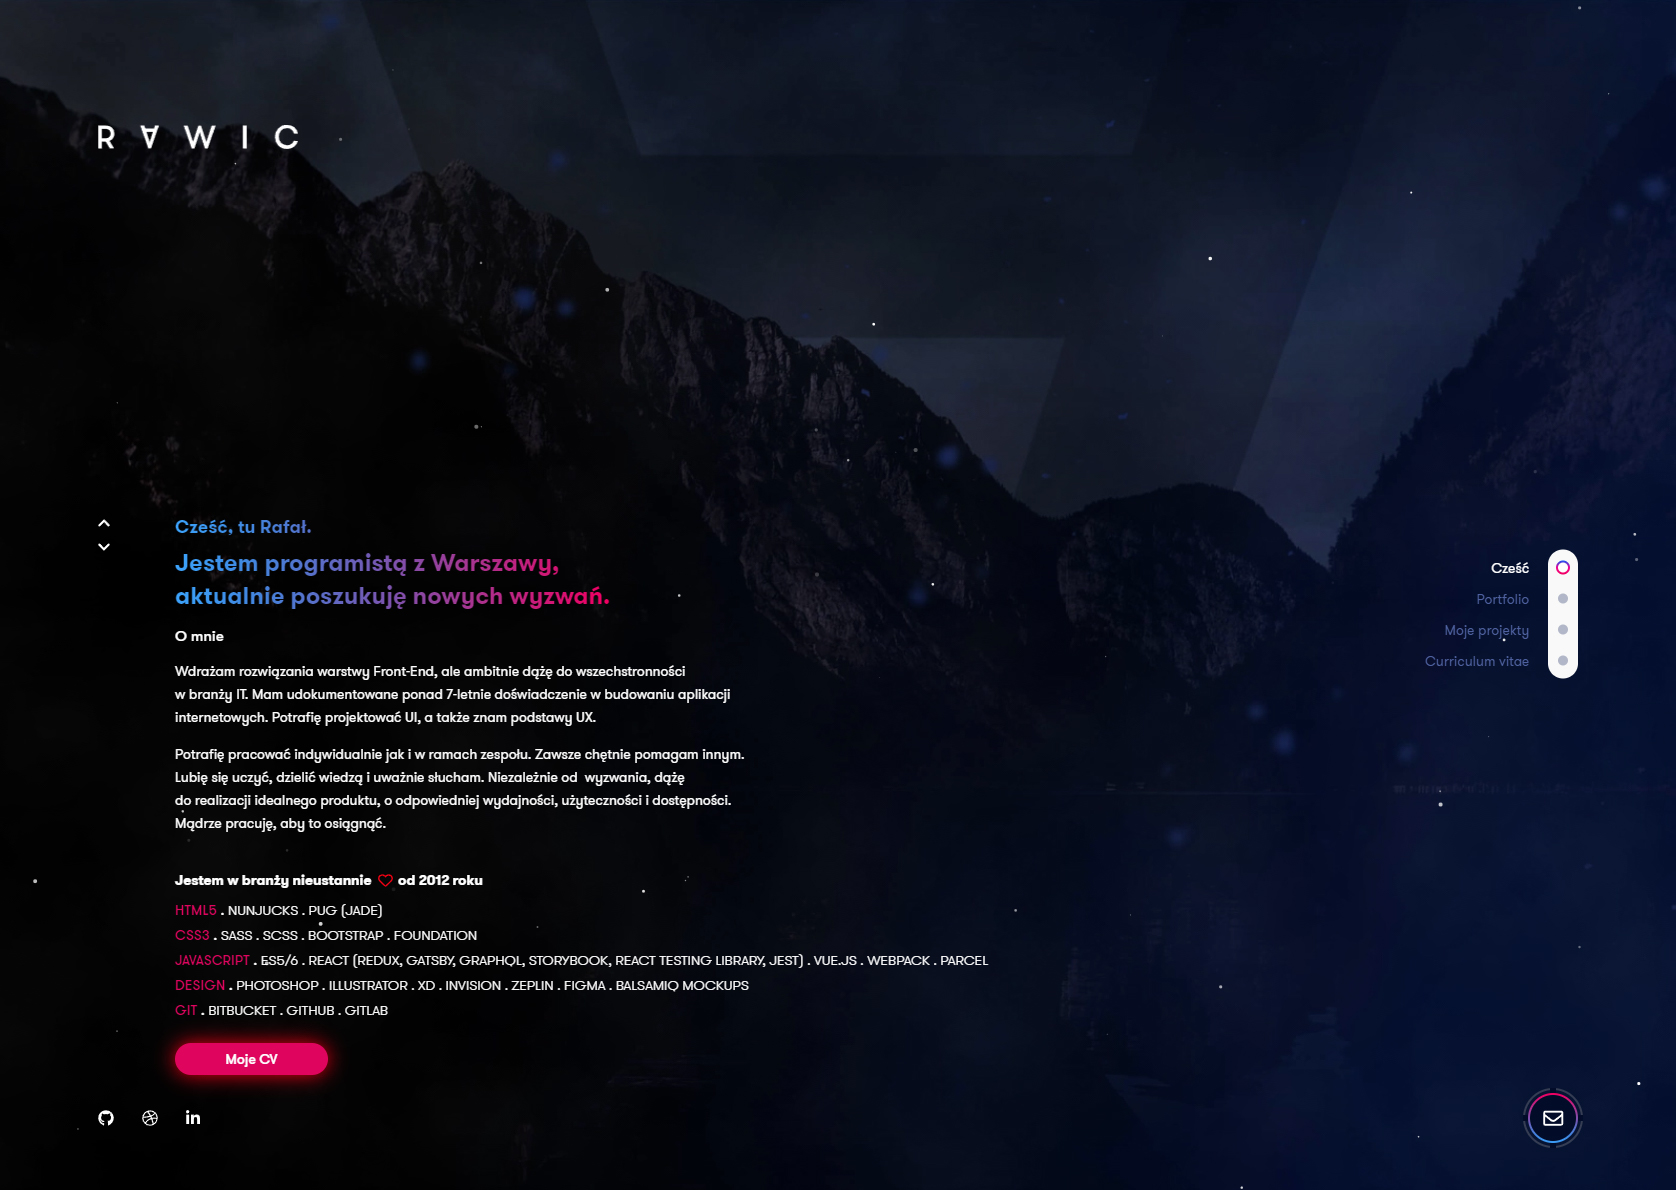 RAWIC
Cześć, tu Rafał.
Jestem programistą z Warszawy,
aktualnie poszukuję nowych wyzwań.
O mnie
Wdrażam rozwiązania warstwy Front-End, ale ambitnie dążę do wszechstronności
w branży IT. Mam udokumentowane ponad 7-letnie doświadczenie w budowaniu aplikacji
internetowych. Potrafię projektować UI, a także znam podstawy UX.
Potrafię pracować indywidualnie jak i w ramach zespołu. Zawsze chętnie pomagam innym.
Lubię się uczyć, dzielić wiedzą i uważnie słucham. Niezależnie od  wyzwania, dążę
do realizacji idealnego produktu, o odpowiedniej wydajności, użyteczności i dostępności.
Mądrze pracuję, aby to osiągnąć.
Jestem w branży nieustannie ♡ od 2012 roku
HTML5 . NUNJUCKS . PUG (JADE)
CSS3 . SASS . SCSS . BOOTSTRAP . FOUNDATION
JAVASCRIPT . ES5/6 . REACT (REDUX, GATSBY, GRAPHQL, STORYBOOK, REACT TESTING LIBRARY, JEST) . VUE.JS . WEBPACK . PARCEL
DESIGN . PHOTOSHOP . ILLUSTRATOR . XD . INVISION . ZEPLIN . FIGMA . BALSAMIQ MOCKUPS
GIT . BITBUCKET . GITHUB . GITLAB
Moje CV
Cześć
Portfolio
Moje projekty
Curriculum vitae
in